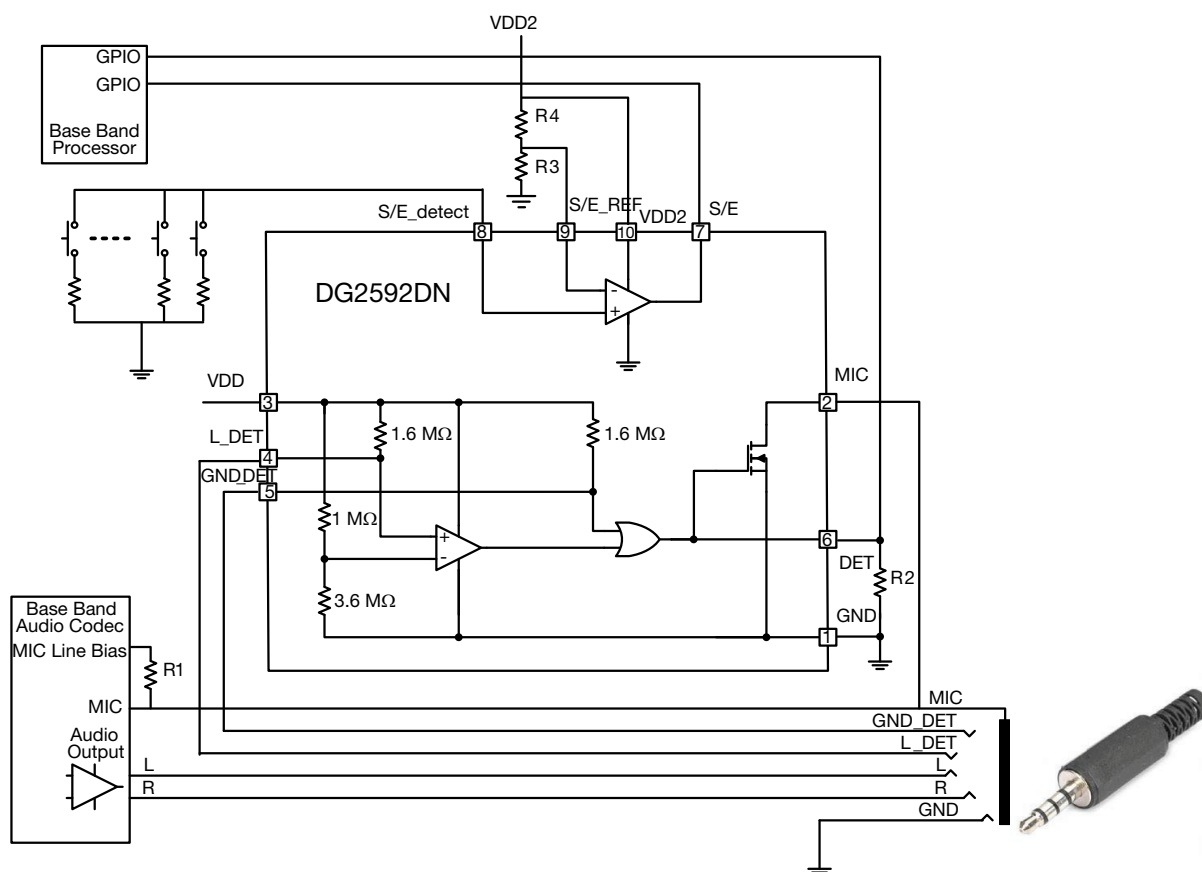 VDD2
GPIO
GPIO
Base Band
Processor
R4
R3
S/E_detect
S/E_REF
VDD2
S/E
8
9
10
7
DG2592DN
-
+
VDD
3
MIC
2
L_DET
4
1.6 MΩ
1.6 MΩ
GND_DET
5
1 MΩ
+
-
6
DET
R2
3.6 MΩ
GND
1
Base Band
Audio Codec
MIC Line Bias
R1
MIC
MIC
GND_DET
Audio
Output
L_DET
L
L
R
R
GND